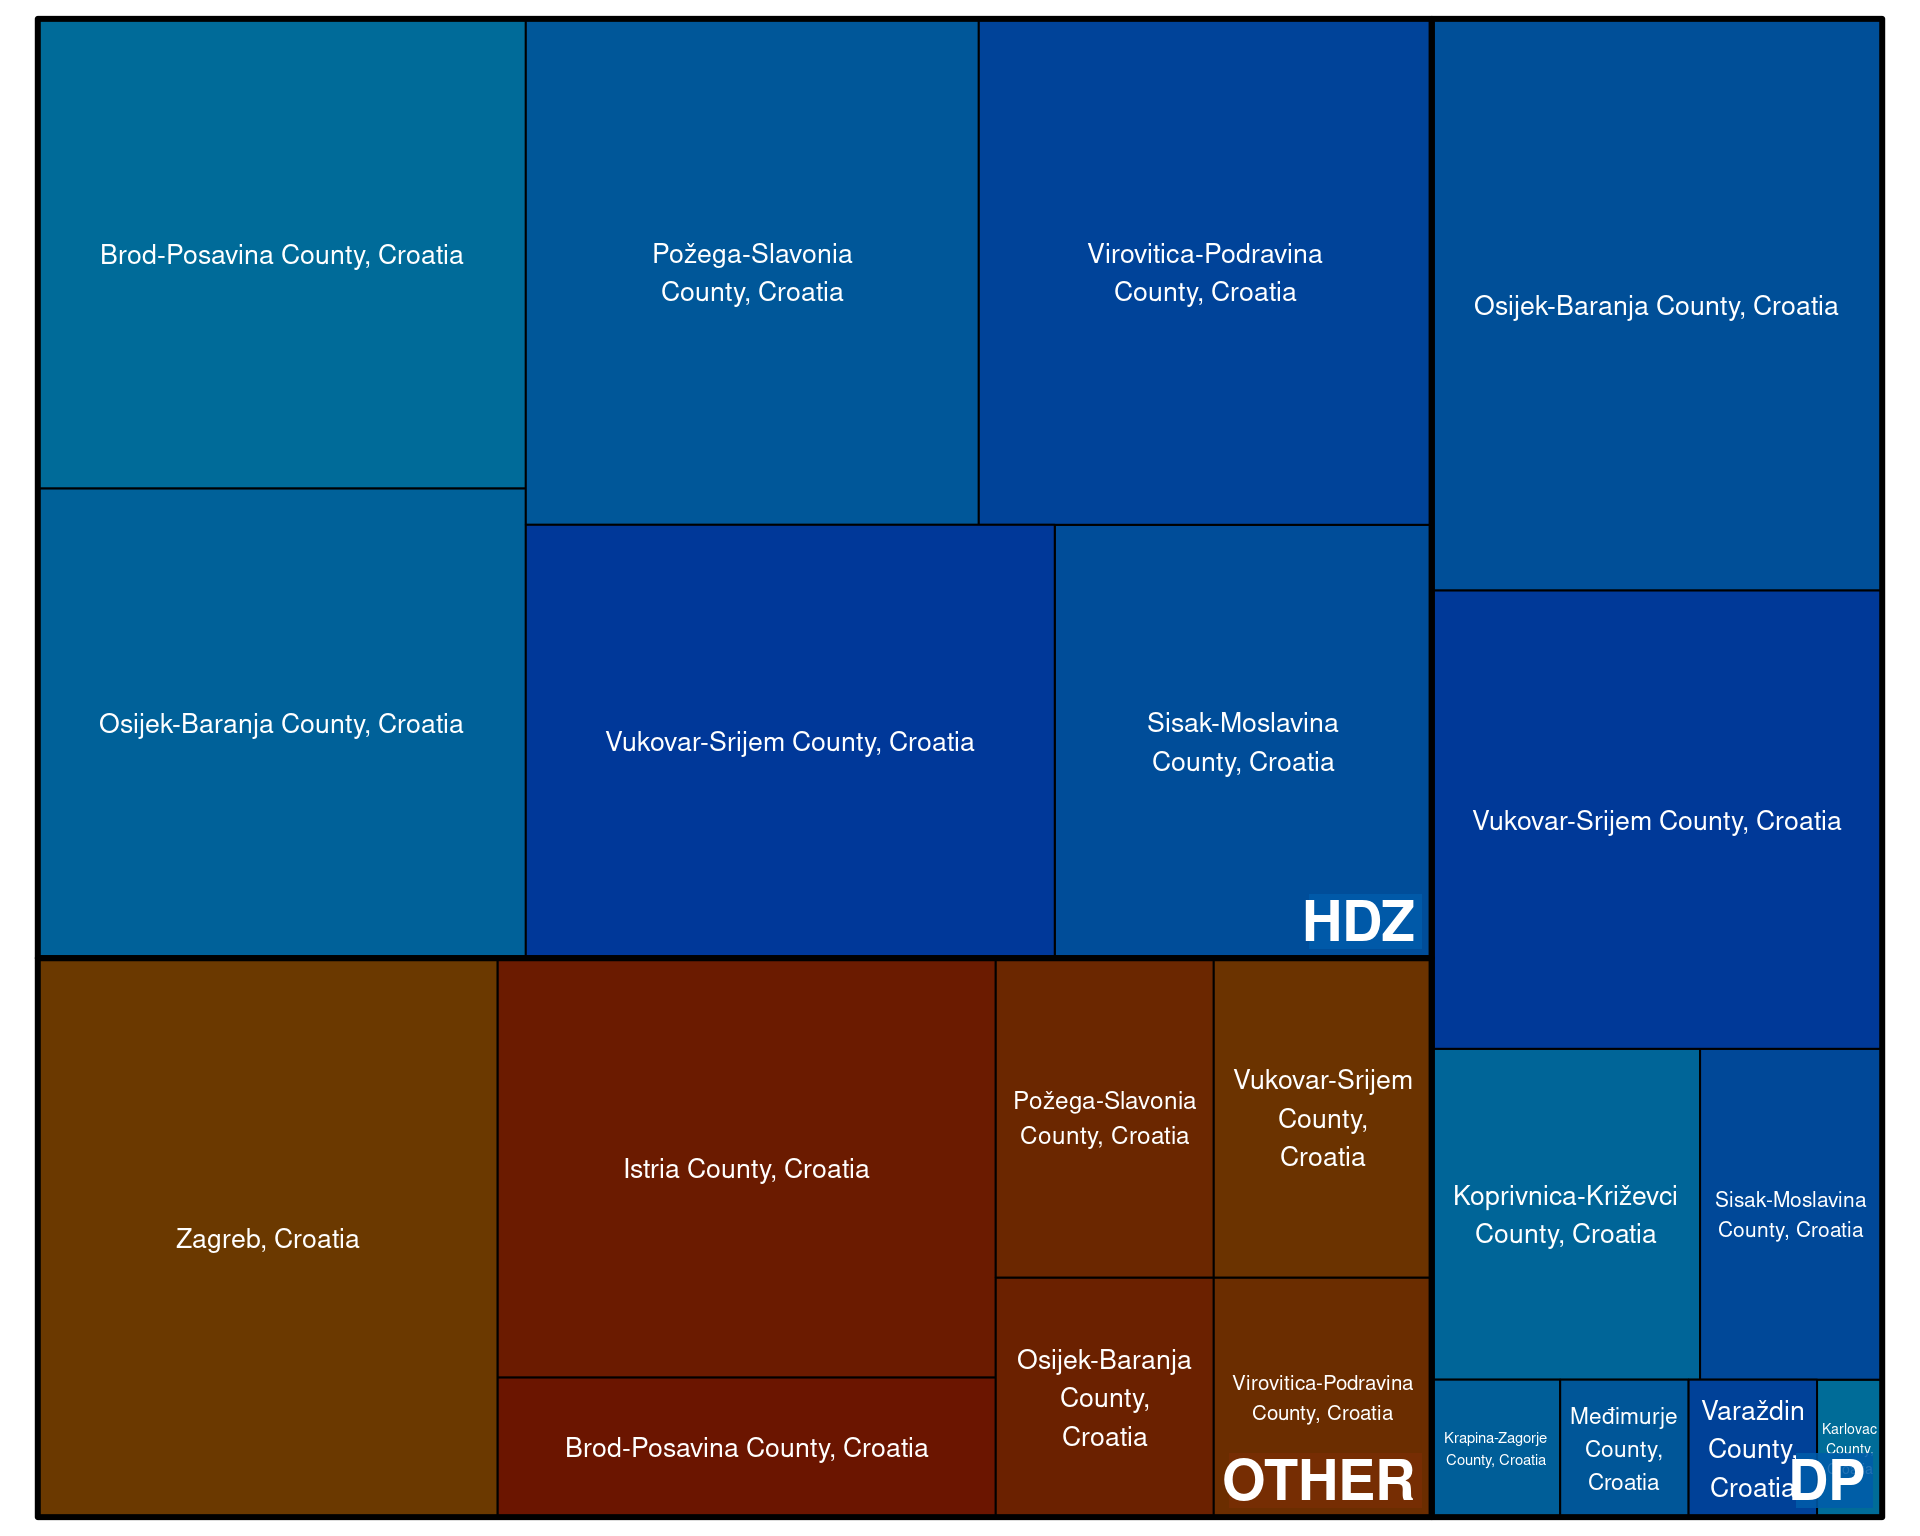 Brod-Posavina County, Croatia
Požega-Slavonia
County, Croatia
Virovitica-Podravina
County, Croatia
Osijek-Baranja County, Croatia
Vukovar-Srijem County, Croatia
Sisak-Moslavina
County, Croatia
HDZ
Zagreb, Croatia
Istria County, Croatia
Brod-Posavina County, Croatia
Požega-Slavonia
County, Croatia
Vukovar-Srijem
County,
Croatia
Osijek-Baranja
County,
Croatia
Virovitica-Podravina
County, Croatia
OTHER
Osijek-Baranja County, Croatia
Vukovar-Srijem County, Croatia
Koprivnica-Križevci
County, Croatia
Sisak-Moslavina
County, Croatia
Krapina-Zagorje
County, Croatia
Međimurje
County,
Croatia
Varaždin
County,
Croatia
Karlovac
County,
DP